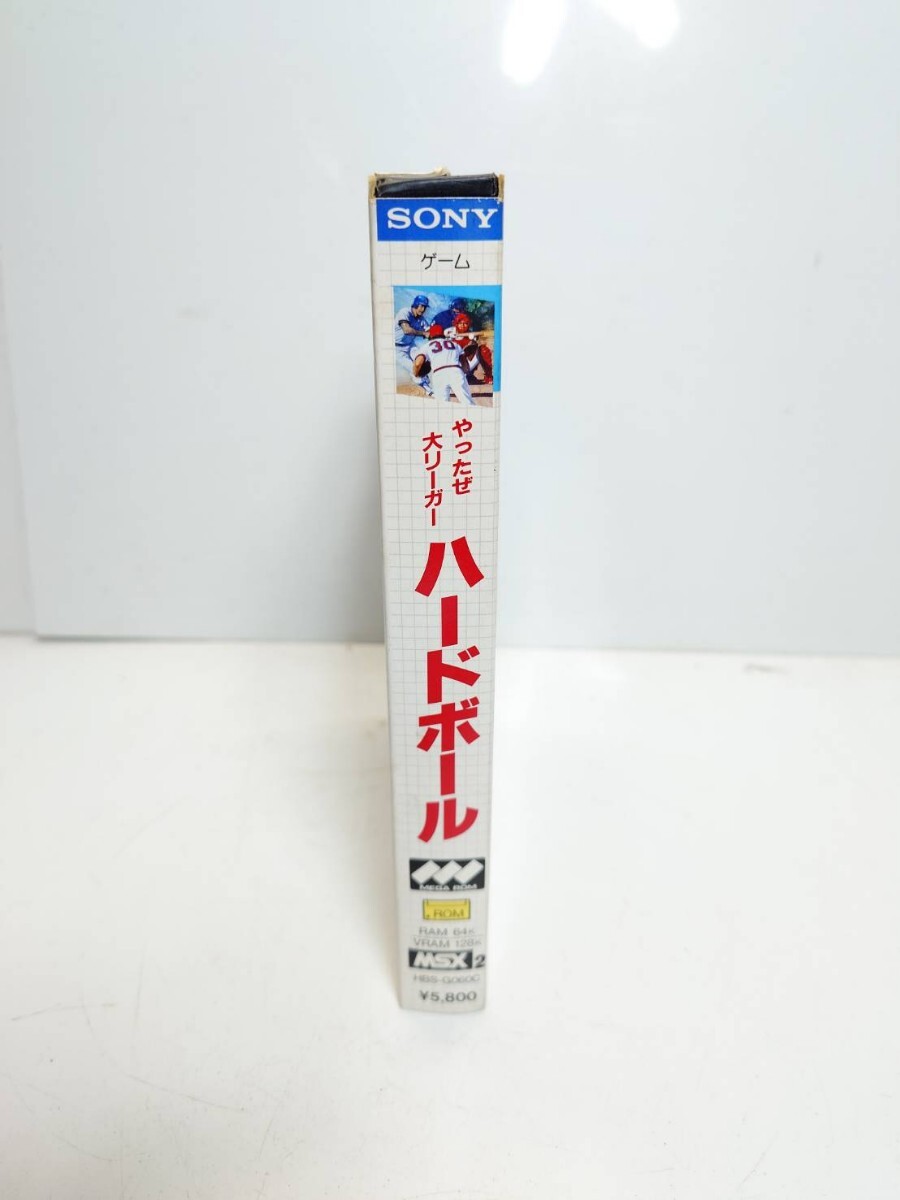 SONY
ゲーム
30
やったぜ
大リーガー
ハードボール
MEGA ROM
ROM
RAM 64K
VRAM 128K
MSX 2
HBS-G060C
¥5,800